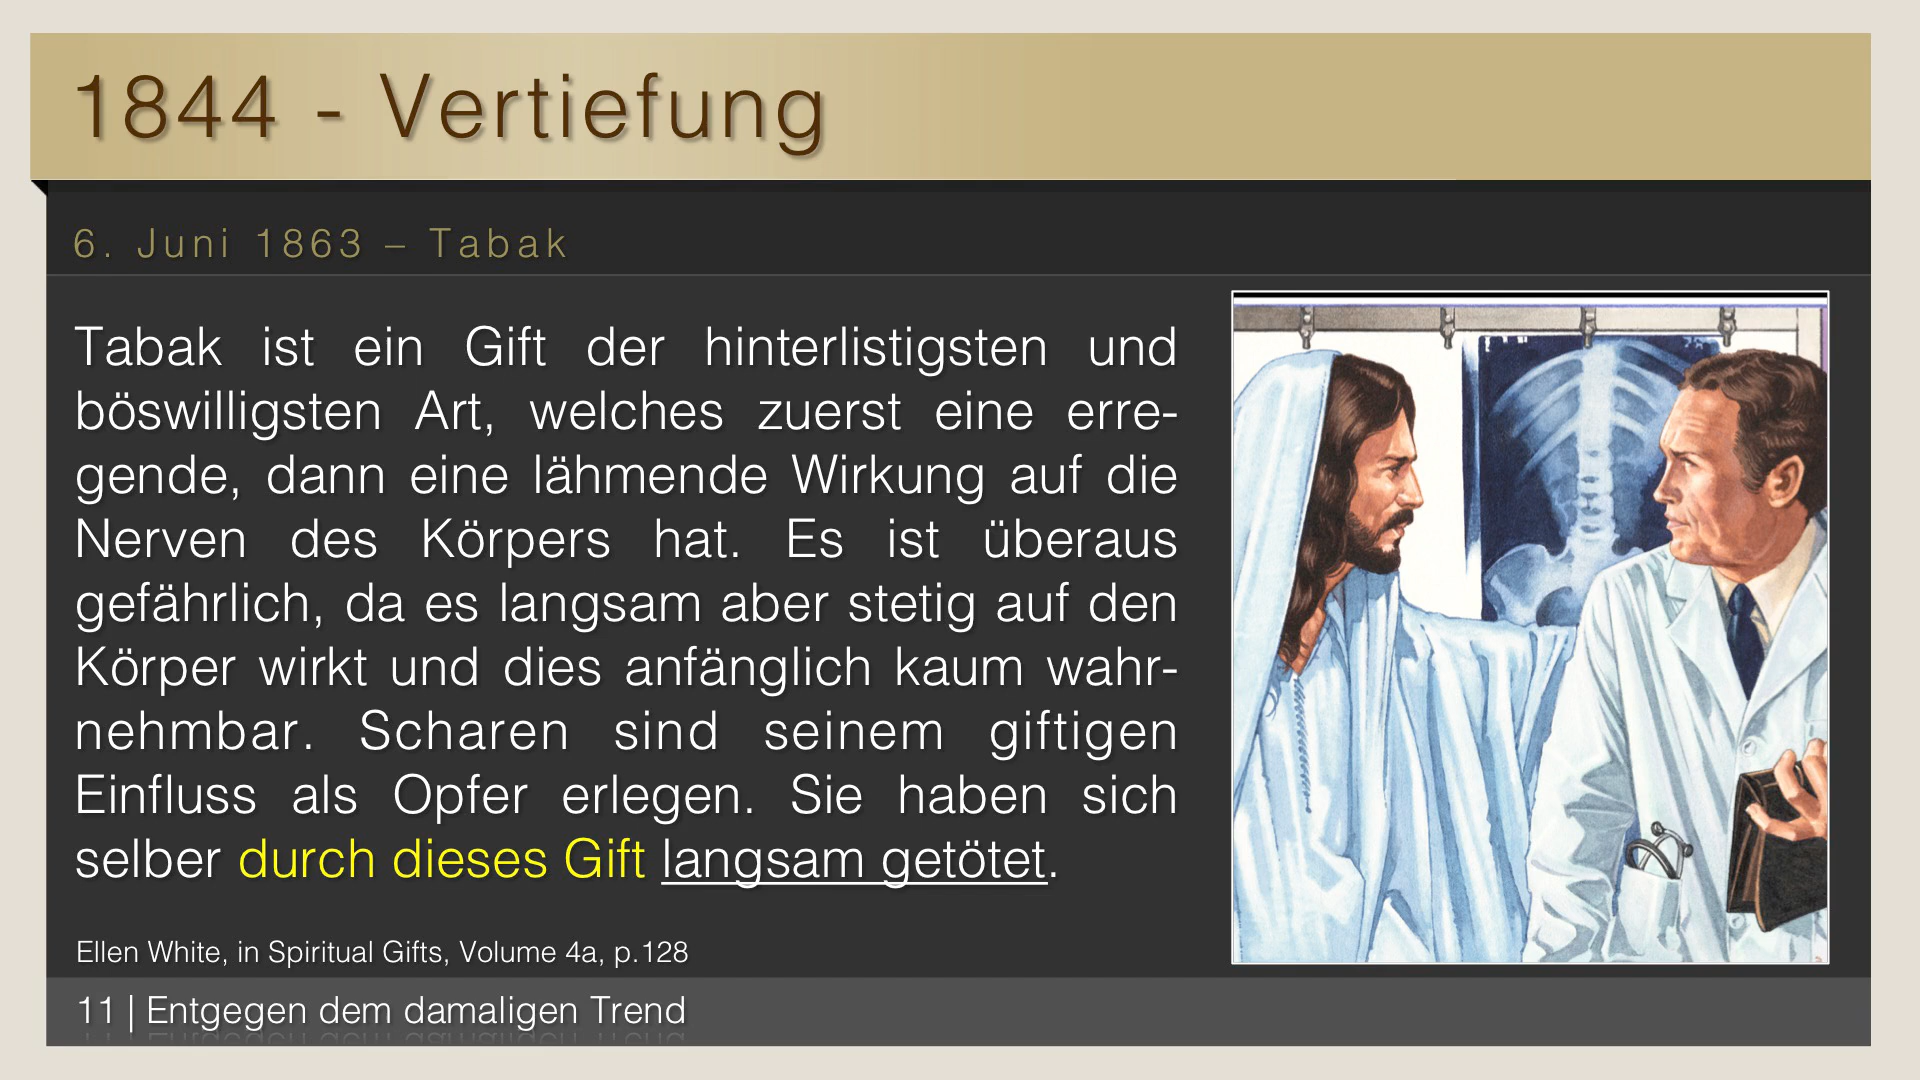 1844 - Vertiefung
6. Juni 1863 – Tabak
Tabak ist ein Gift der hinterlistigsten und
böswilligsten Art, welches zuerst eine erre-
gende, dann eine lähmende Wirkung auf die
Nerven des Körpers hat. Es ist überaus
gefährlich, da es langsam aber stetig auf den
Körper wirkt und dies anfänglich kaum wahr-
nehmbar. Scharen sind seinem giftigen
Einfluss als Opfer erlegen. Sie haben sich
selber durch dieses Gift langsam getötet.
Ellen White, in Spiritual Gifts, Volume 4a, p.128
11 | Entgegen dem damaligen Trend